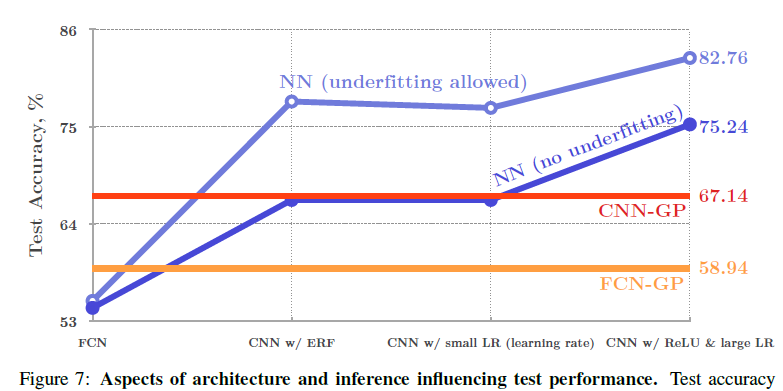 86
NN (underfitting allowed)
82.76
75
NN (no underfitting)
75.24
Test Accuracy, %
67.14
CNN-GP
64
58.94
FCN-GP
53
FCN
CNN w/ ERF
CNN w/ small LR (learning rate)
CNN w/ ReLU & large LR
Figure 7: Aspects of architecture and inference influencing test performance. Test accuracy